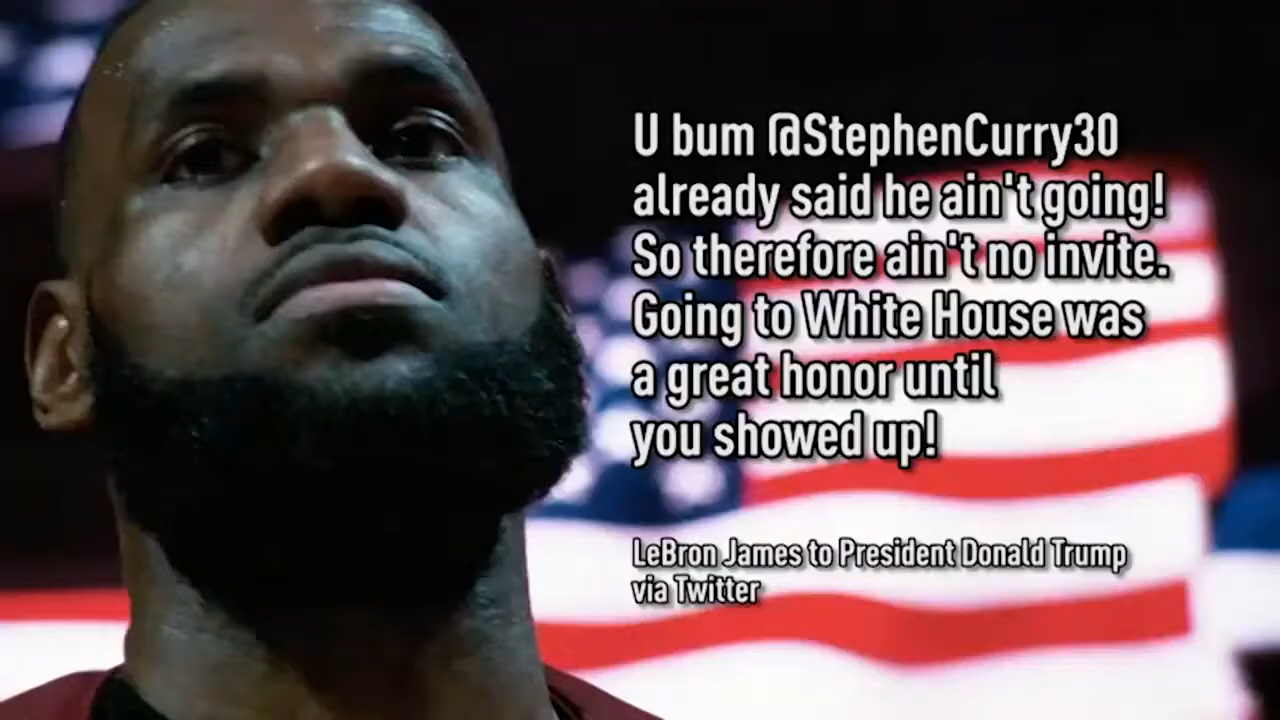 U bum @StephenCurry30
already said he ain't going!
So therefore ain't no invite.
Going to White House was
a great honor until
you showed up!
LeBron James to President Donald Trump
via Twitter